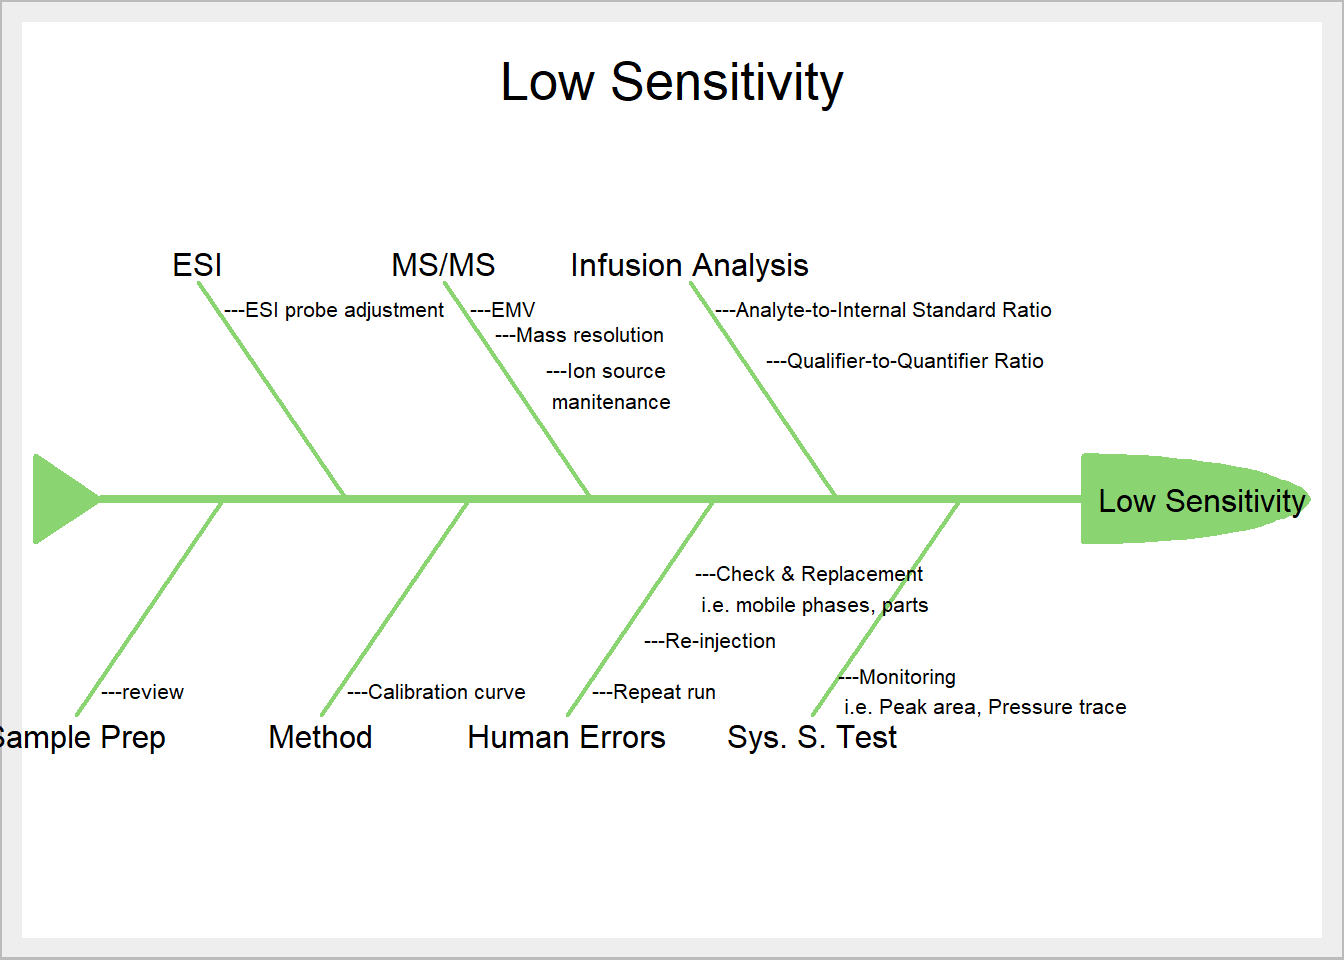 Low Sensitivity
ESI
MS/MS
Infusion Analysis
---ESI probe adjustment
---EMV
---Analyte-to-Internal Standard Ratio
---Mass resolution
---Qualifier-to-Quantifier Ratio
---Ion source
manitenance
Low Sensitivity
---Check & Replacement
i.e. mobile phases, parts
---Re-injection
---Monitoring
i.e. Peak area, Pressure trace
---review
---Calibration curve
---Repeat run
Sample Prep
Method
Human Errors
Sys. S. Test